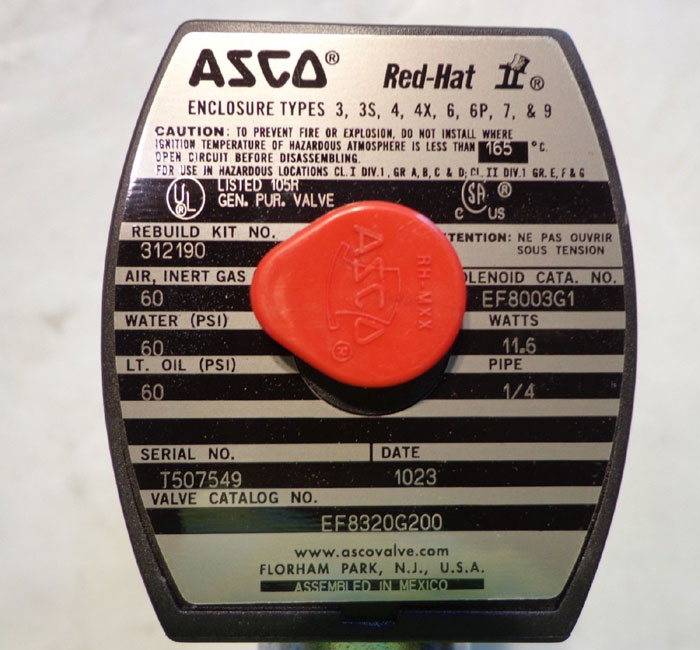 ASCO® Red-Hat II®
ENCLOSURE TYPES 3, 3S, 4, 4X, 6, 6P, 7, & 9
CAUTION: TO PREVENT FIRE OR EXPLOSION, DO NOT INSTALL WHERE
IGNITION TEMPERATURE OF HAZARDOUS ATMOSPHERE IS LESS THAN 165 °C.
OPEN CIRCUIT BEFORE DISASSEMBLING.
FOR USE IN HAZARDOUS LOCATIONS CL. I DIV.1, GR A, B, C & D; CL. II DIV.1 GR. E, F & G
UL® LISTED 105R
GEN. PUR. VALVE
C SA® US
REBUILD KIT NO.
312190
NE PAS OUVRIR
SOUS TENSION
AIR, INERT GAS
CATA. NO.
60
EF8003G1
WATER (PSI)
WATTS
60
11.6
LT. OIL (PSI)
PIPE
60
1/4
ASCO®
RH-MXX
SERIAL NO.
DATE
T507549
1023
VALVE CATALOG NO.
EF8320G200
www.ascovalve.com
FLORHAM PARK, N.J., U.S.A.
ASSEMBLED IN MEXICO